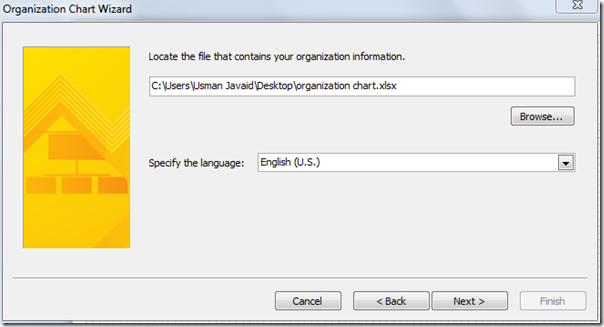 Organization Chart Wizard
Locate the file that contains your organization information.
C:\Users\Usman Javaid\Desktop\organization chart.xlsx
Browse...
Specify the language: English (U.S.)
Cancel < Back Next > Finish